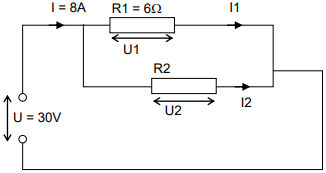 I = 8A
R1 = 6Ω
I1
U1
R2
U2
I2
U = 30V